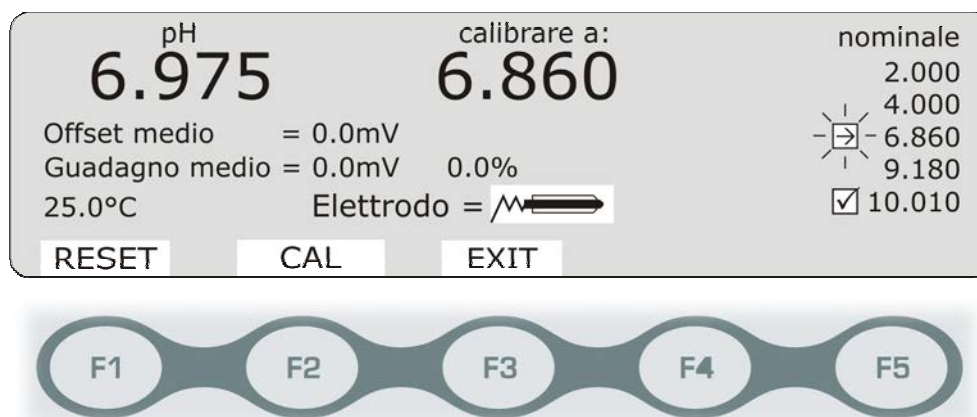 pH calibrare a: nominale
6.975 6.860 2.000
4.000
Offset medio = 0.0mV 6.860
Guadagno medio = 0.0mV 0.0% 9.180
25.0°C Elettrodo = 10.010
RESET CAL EXIT
F1 F2 F3 F4 F5